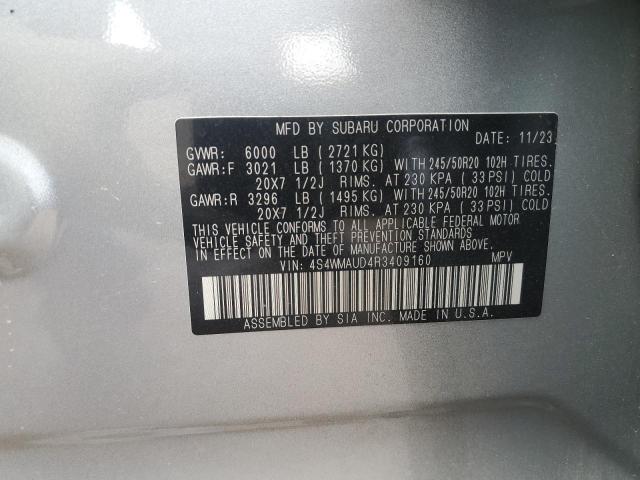 MFD BY SUBARU CORPORATION
DATE: 11/23
GVWR: 6000 LB ( 2721 KG)
GAWR:F 3021 LB ( 1370 KG) WITH 245/50R20 102H TIRES.
20X7 1/2J RIMS. AT 230 KPA ( 33 PSI) COLD
GAWR:R 3296 LB ( 1495 KG) WITH 245/50R20 102H TIRES.
20X7 1/2J RIMS. AT 230 KPA ( 33 PSI) COLD
THIS VEHICLE CONFORMS TO ALL APPLICABLE FEDERAL MOTOR
VEHICLE SAFETY AND THEFT PREVENTION STANDARDS
IN EFFECT ON THE DATE OF MANUFACTURE SHOWN ABOVE.
VIN: 4S4WMAUD4R3409160 MPV
ASSEMBLED BY SIA INC. MADE IN U.S.A.